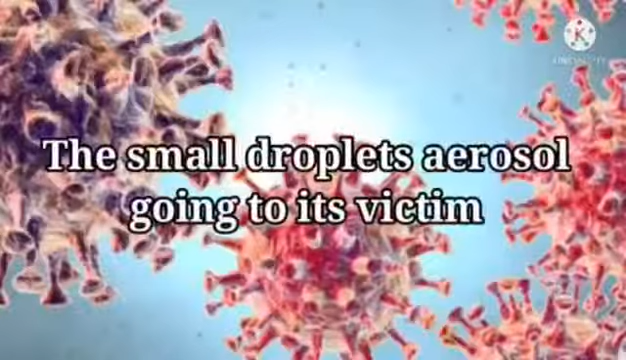 The small droplets aerosol
going to its victim